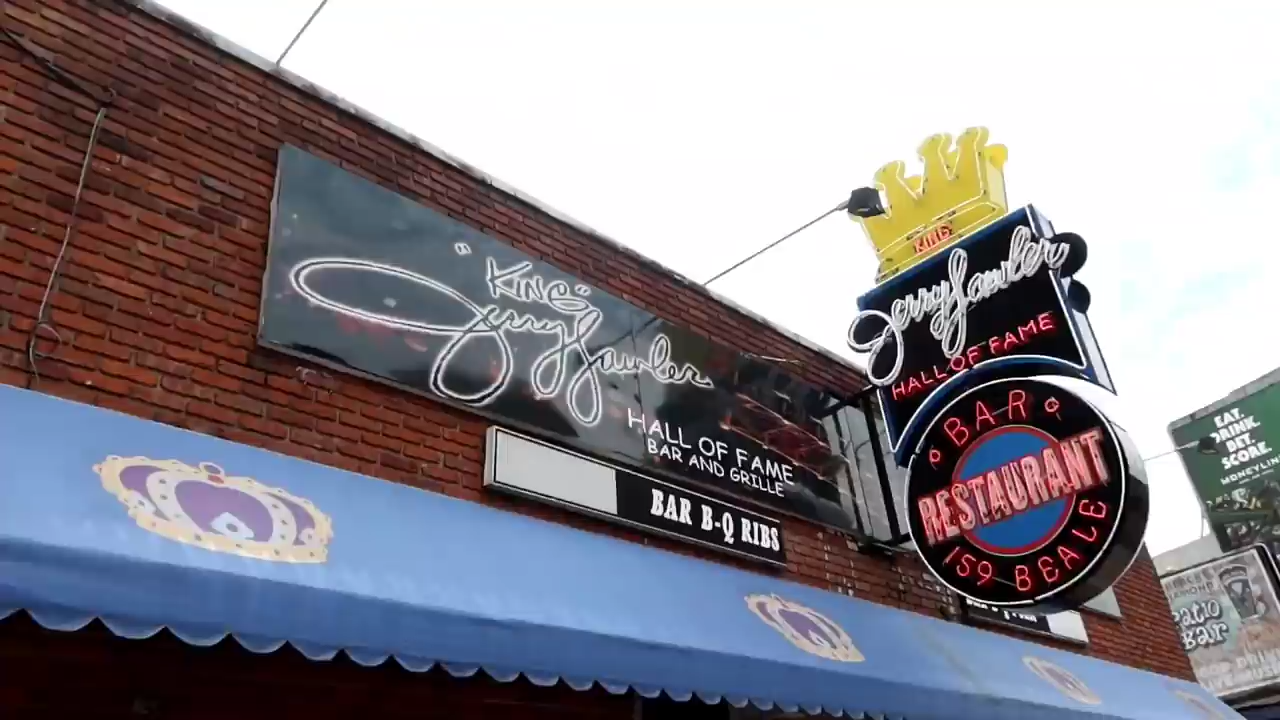 "KING"
Jerry Lawler
HALL OF FAME
BAR AND GRILLE
BAR B-Q RIBS
KING
Jerry Lawler
HALL OF FAME
BAR
RESTAURANT
159 BEALE
EAT.
DRINK.
BET.
SCORE.
MONEYLIN
Patio
Bar